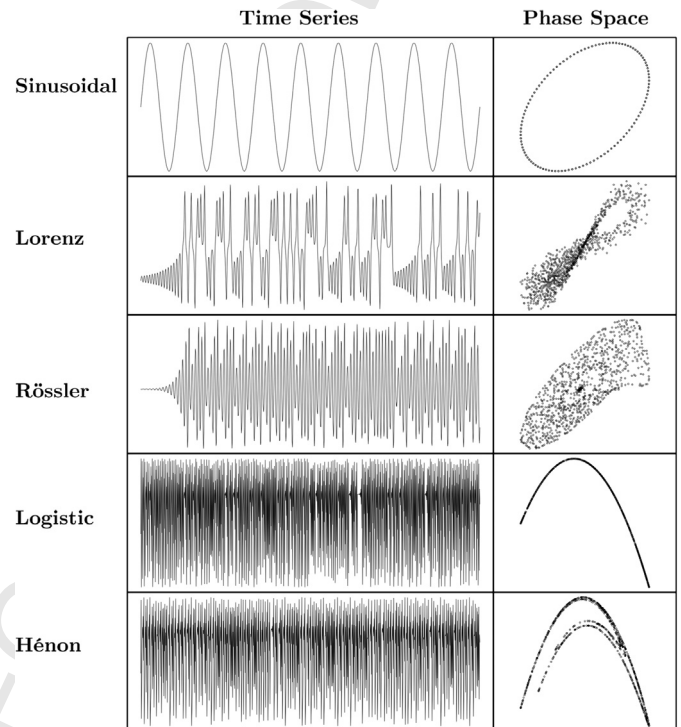 Time Series Phase Space
Sinusoidal
Lorenz
Rössler
Logistic
Hénon